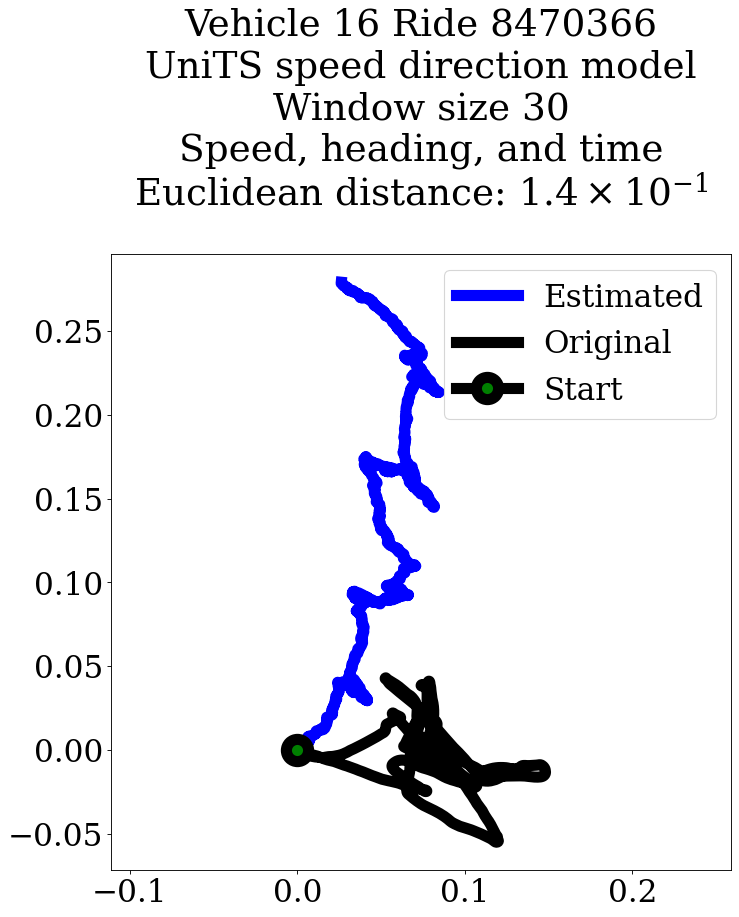 Vehicle 16 Ride 8470366
UniTS speed direction model
Window size 30
Speed, heading, and time
Euclidean distance: 1.4 × 10⁻¹
Estimated
Original
Start
0.25
0.20
0.15
0.10
0.05
0.00
−0.05
−0.1
0.0
0.1
0.2